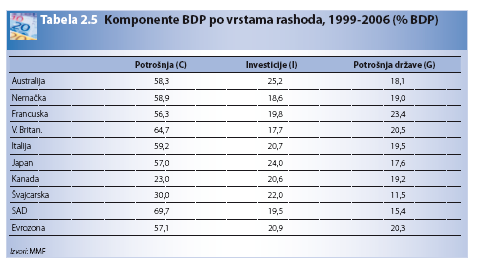 20
Tabela 2.5 Komponente BDP po vrstama rashoda, 1999-2006 (% BDP)
Potrošnja (C) Investicije (I) Potrošnja države (G)
Australija 58,3 25,2 18,1
Nemačka 58,9 18,6 19,0
Francuska 56,3 19,8 23,4
V. Britan. 64,7 17,7 20,5
Italija 59,2 20,7 19,5
Japan 57,0 24,0 17,6
Kanada 23,0 20,6 19,2
Švajcarska 30,0 22,0 11,5
SAD 69,7 19,5 15,4
Evrozona 57,1 20,9 20,3
Izvori: MMF